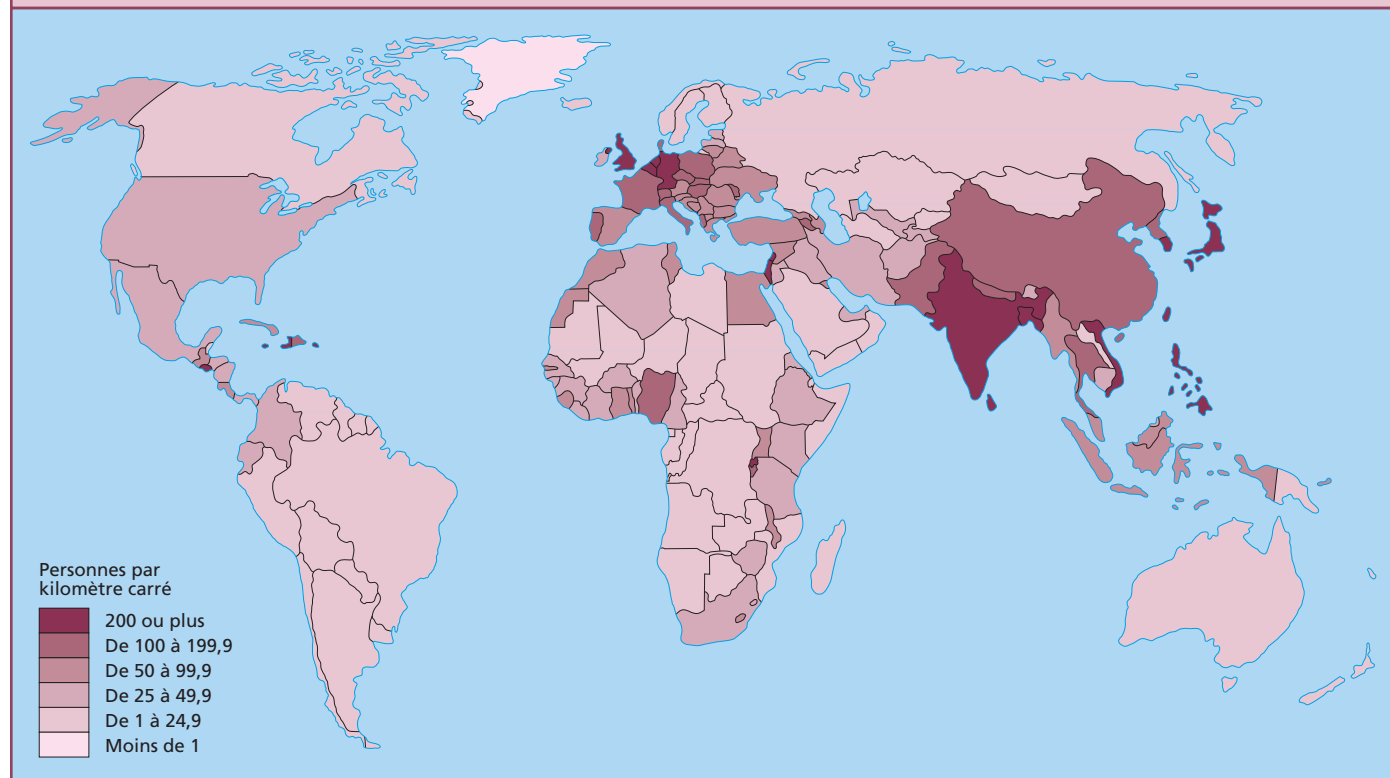 Personnes par
kilomètre carré
200 ou plus
De 100 à 199,9
De 50 à 99,9
De 25 à 49,9
De 1 à 24,9
Moins de 1